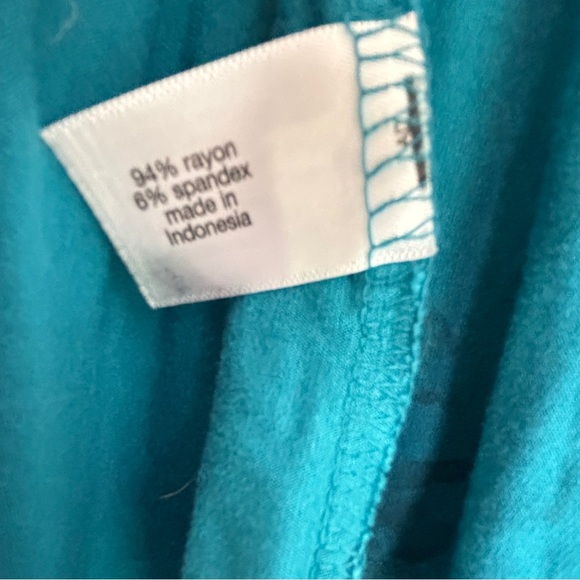 94% rayon
6% spandex
made in
Indonesia